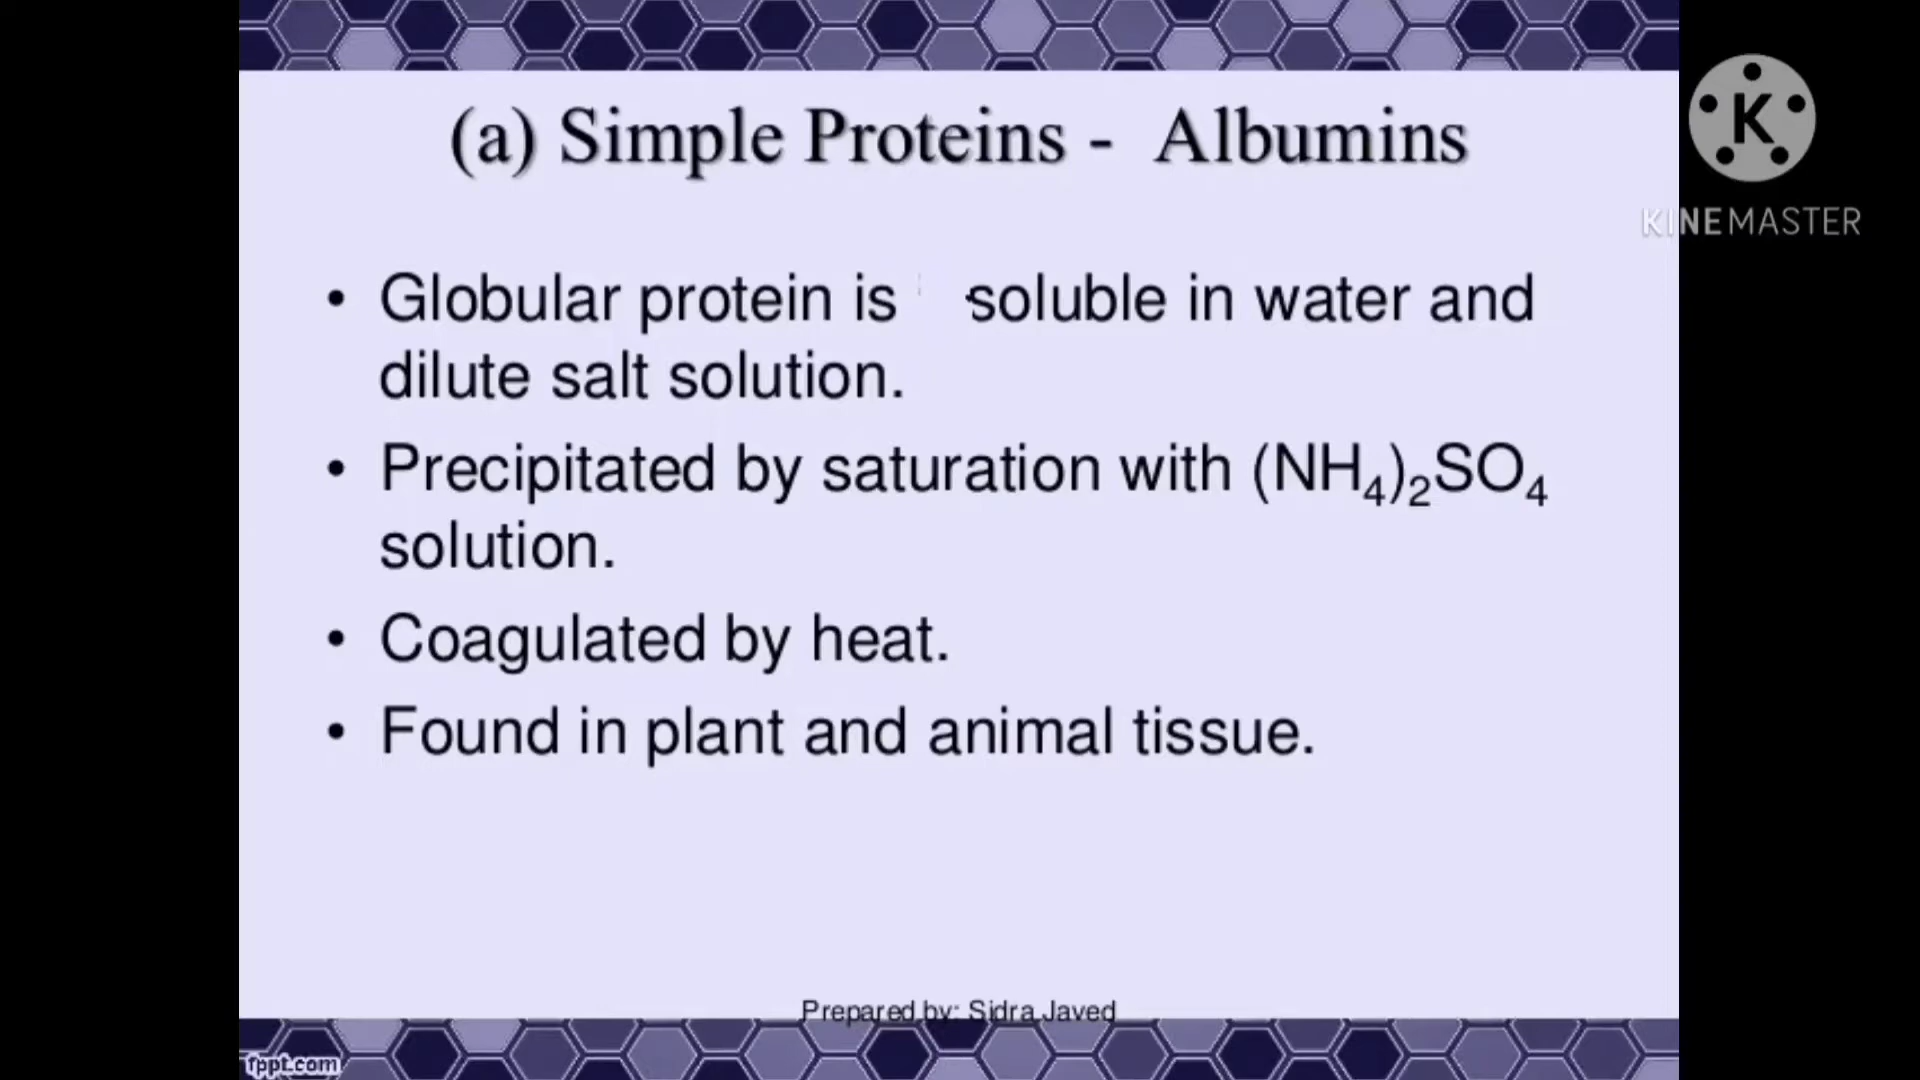 (a) Simple Proteins - Albumins
K
KINEMASTER
• Globular protein is soluble in water and
dilute salt solution.
• Precipitated by saturation with (NH₄)₂SO₄
solution.
• Coagulated by heat.
• Found in plant and animal tissue.
Prepared by: Sidra Javed
fppt.com